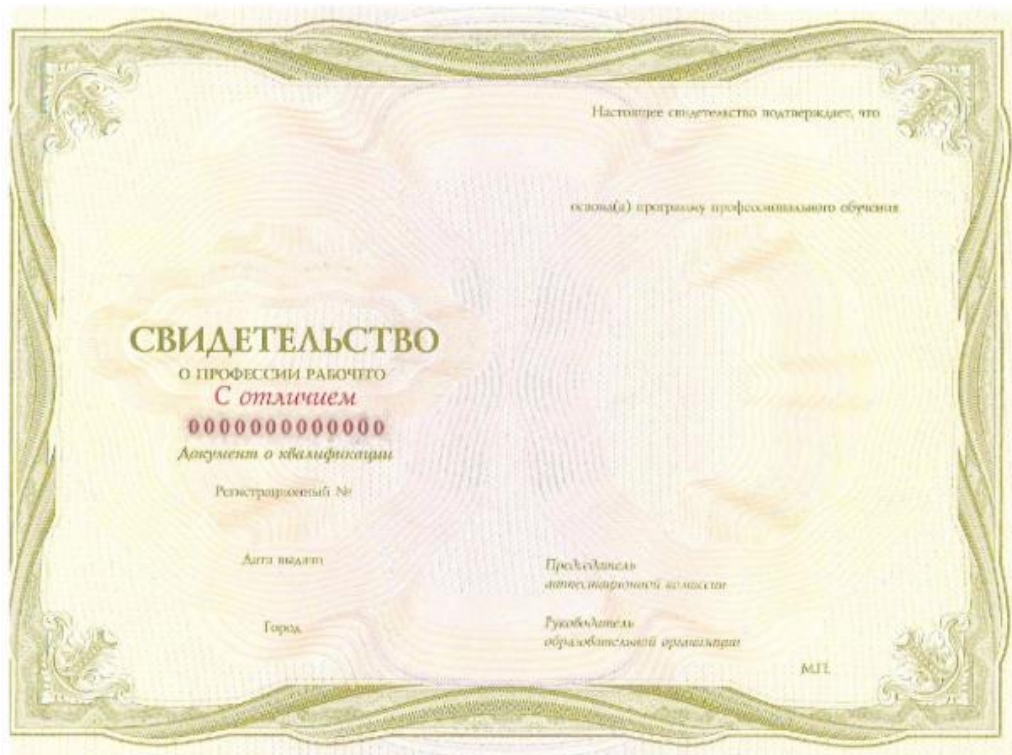 СВИДЕТЕЛЬСТВО
О ПРОФЕССИИ РАБОЧЕГО
С отличием
0000000000000
Документ о квалификации
Регистрационный №
Дата выдачи
Город
Настоящее свидетельство подтверждает, что
освоил(а) программу профессионального обучения
Председатель
аттестационной комиссии
Руководитель
образовательной организации
М.П.